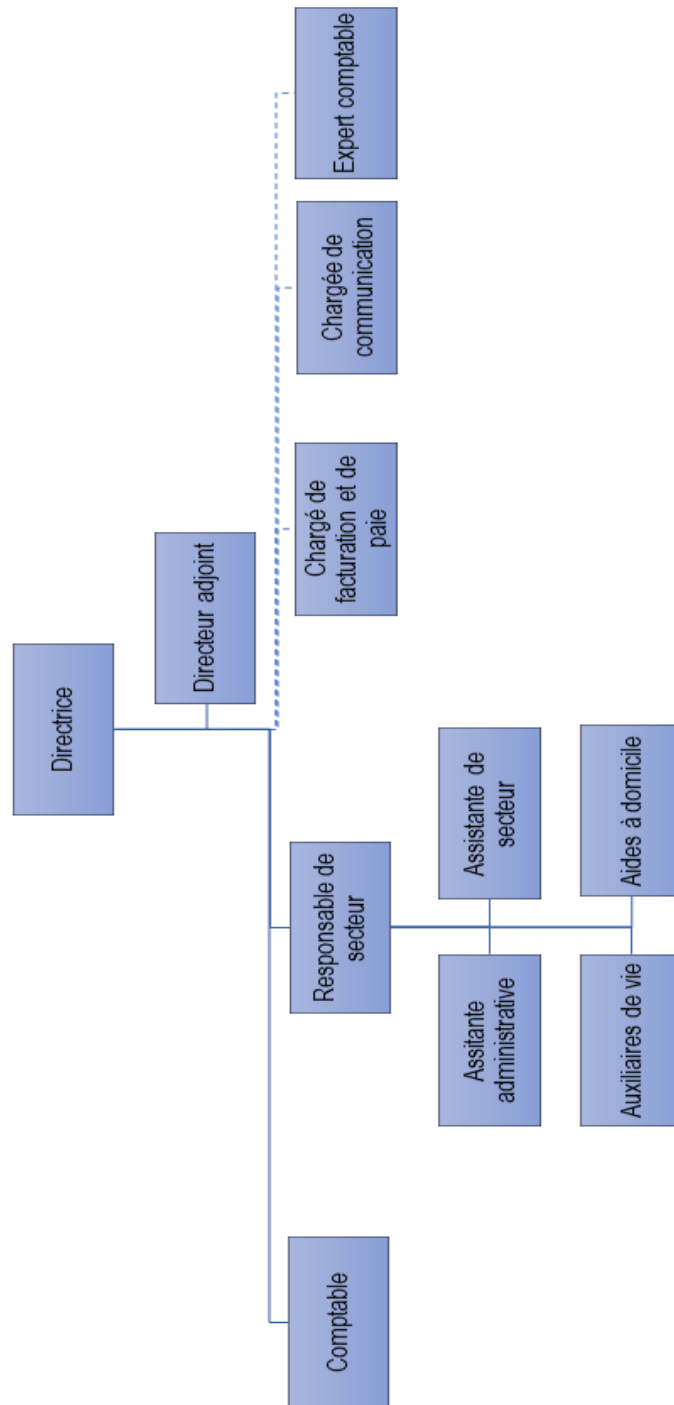 Directrice
Directeur adjoint
Comptable
Responsable de
secteur
Chargé de
facturation et de
paie
Chargée de
communication
Expert comptable
Assitante
administrative
Assistante de
secteur
Auxiliaires de vie
Aides à domicile